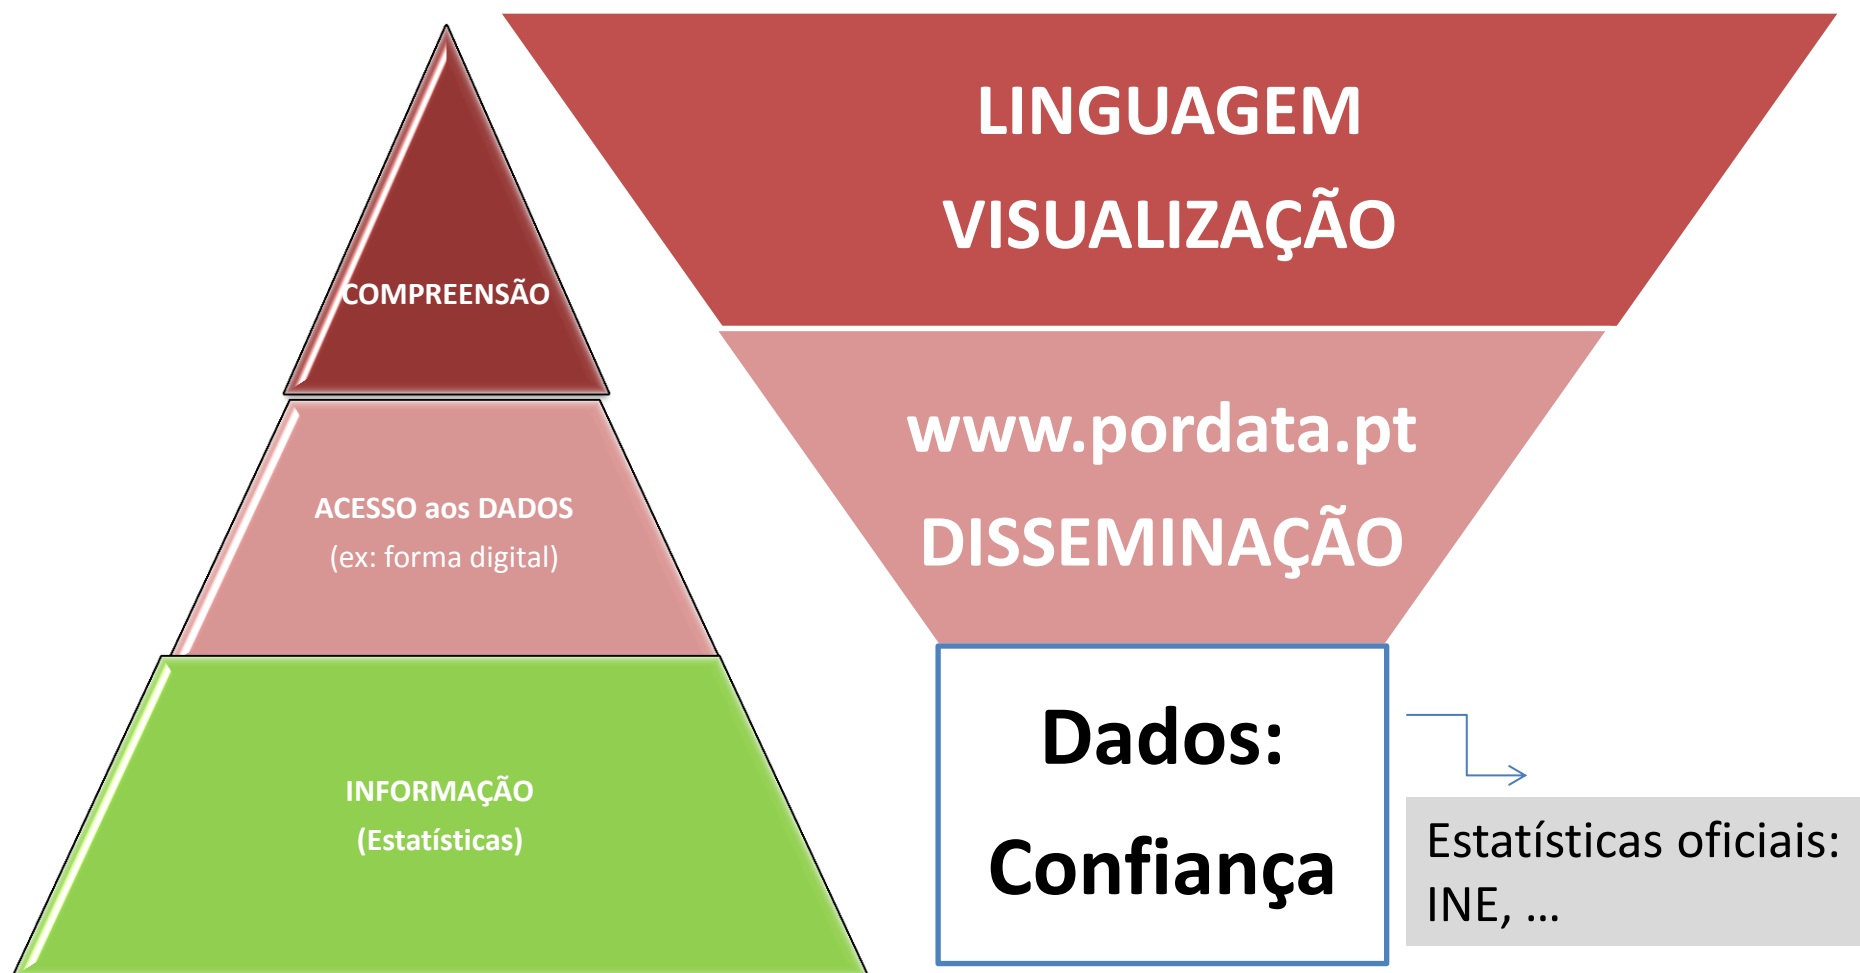 COMPREENSÃO
ACESSO aos DADOS
(ex: forma digital)
INFORMAÇÃO
(Estatísticas)
LINGUAGEM
VISUALIZAÇÃO
www.pordata.pt
DISSEMINAÇÃO
Dados:
Confiança
Estatísticas oficiais:
INE, ...